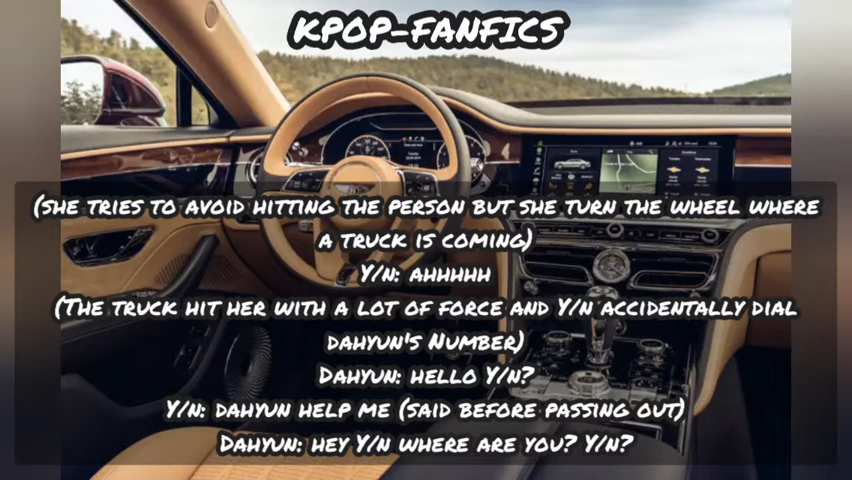 KPOP-FANFICS
(SHE TRIES TO AVOID HITTING THE PERSON BUT SHE TURN THE WHEEL WHERE
A TRUCK IS COMING)
Y/N: AHHHHH
(THE TRUCK HIT HER WITH A LOT OF FORCE AND Y/N ACCIDENTALLY DIAL
DAHYUN'S NUMBER)
DAHYUN: HELLO Y/N?
Y/N: DAHYUN HELP ME (SAID BEFORE PASSING OUT)
DAHYUN: HEY Y/N WHERE ARE YOU? Y/N?